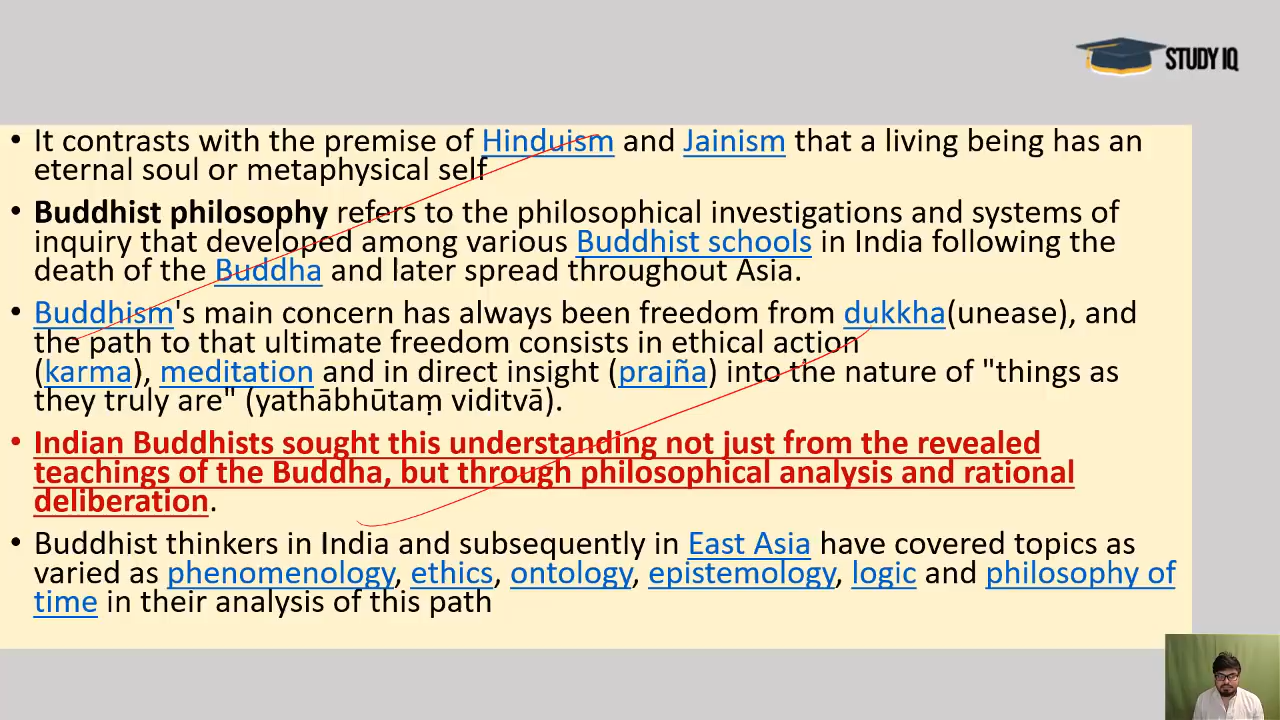 STUDY IQ
• It contrasts with the premise of Hinduism and Jainism that a living being has an
eternal soul or metaphysical self
• Buddhist philosophy refers to the philosophical investigations and systems of
inquiry that developed among various Buddhist schools in India following the
death of the Buddha and later spread throughout Asia.
• Buddhism's main concern has always been freedom from dukkha(unease), and
the path to that ultimate freedom consists in ethical action
(karma), meditation and in direct insight (prajña) into the nature of "things as
they truly are" (yathābhūtaṃ viditvā).
• Indian Buddhists sought this understanding not just from the revealed
teachings of the Buddha, but through philosophical analysis and rational
deliberation.
• Buddhist thinkers in India and subsequently in East Asia have covered topics as
varied as phenomenology, ethics, ontology, epistemology, logic and philosophy of
time in their analysis of this path